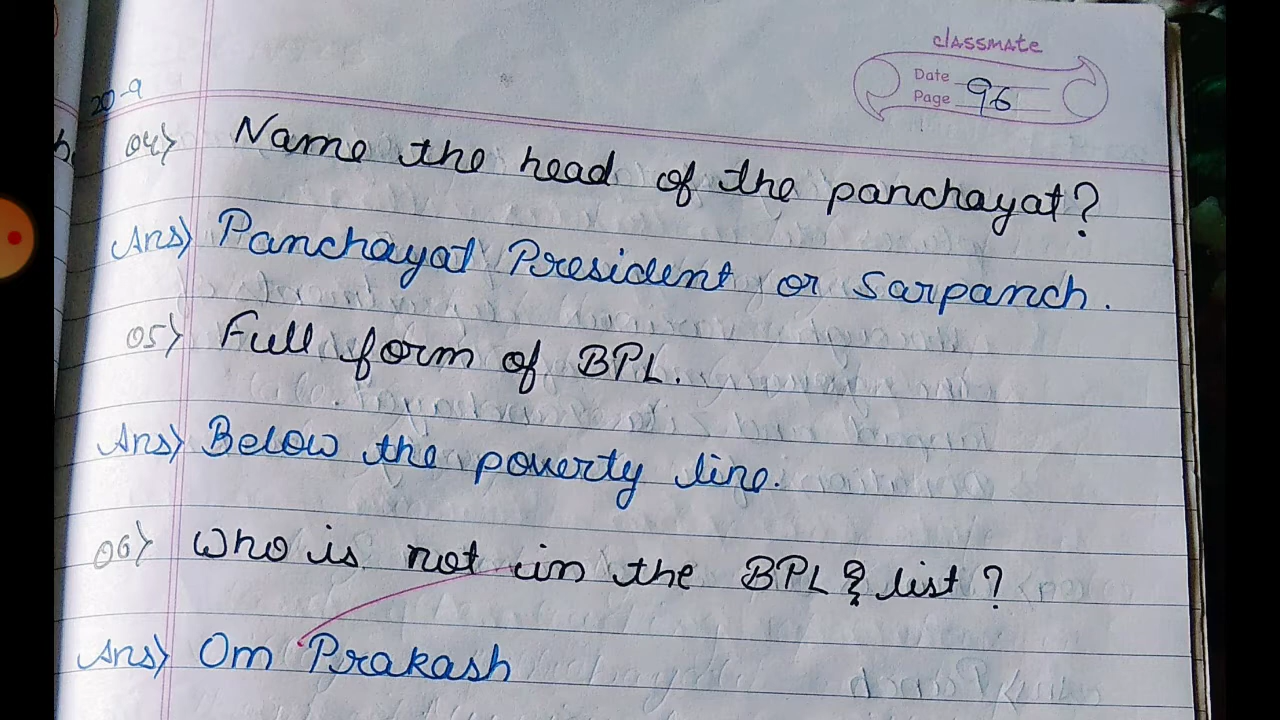 classmate
Date
Page 96
20-9
04> Name the head of the panchayat?
Ans> Panchayat President or Sarpanch.
05> Full form of BPL.
Ans> Below the poverty line.
06> Who is not in the BPL list?
Ans> Om Prakash